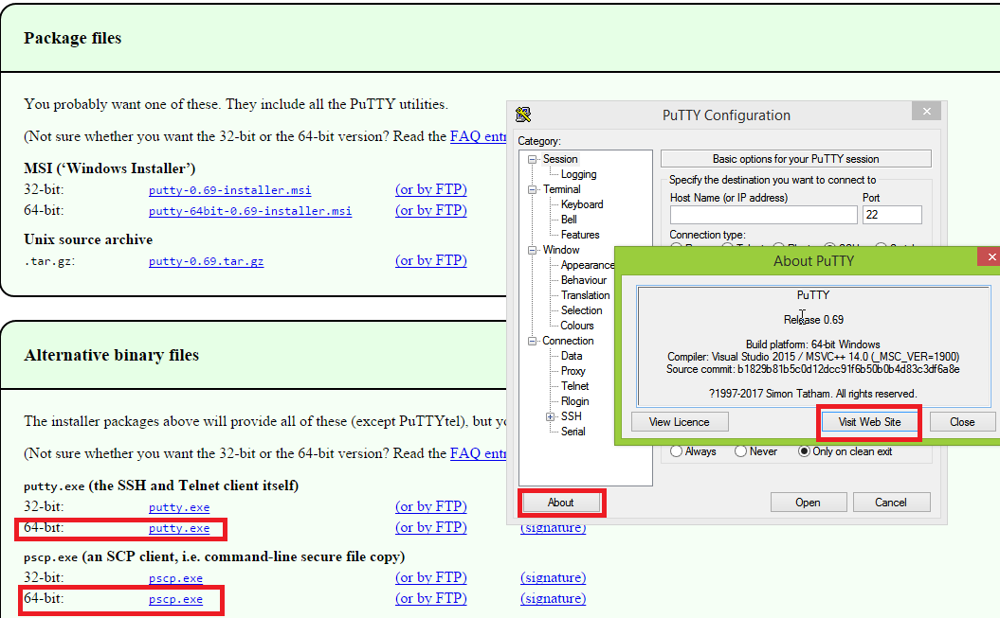 Package files
You probably want one of these. They include all the PuTTY utilities.
(Not sure whether you want the 32-bit or the 64-bit version? Read the FAQ
MSI (‘Windows Installer’)
32-bit: putty-0.69-installer.msi (or by FTP)
64-bit: putty-64bit-0.69-installer.msi (or by FTP)
Unix source archive
.tar.gz: putty-0.69.tar.gz (or by FTP)
Alternative binary files
The installer packages above will provide all of these (except PuTTYtel), but
(Not sure whether you want the 32-bit or the 64-bit version? Read the FAQ
putty.exe (the SSH and Telnet client itself)
32-bit: putty.exe (or by FTP)
64-bit: putty.exe (or by FTP) (signature)
pscp.exe (an SCP client, i.e. command-line secure file copy)
32-bit: pscp.exe (or by FTP) (signature)
64-bit: pscp.exe (or by FTP) (signature)
PuTTY Configuration
Category:
Session
Logging
Terminal
Keyboard
Bell
Features
Window
Appearance
Behaviour
Translation
Selection
Colours
Connection
Data
Proxy
Telnet
Rlogin
SSH
Serial
Basic options for your PuTTY session
Specify the destination you want to connect to
Host Name (or IP address) Port
22
Connection type:
Always Never Only on clean exit
About Open Cancel
About PuTTY
PuTTY
Release 0.69
Build platform: 64-bit Windows
Compiler: Visual Studio 2015 / MSVC++ 14.0 (_MSC_VER=1900)
Source commit: b1829b81b5c0d12dcc91f6b50b0b4d83c3df6a8e
?1997-2017 Simon Tatham. All rights reserved.
View Licence Visit Web Site Close